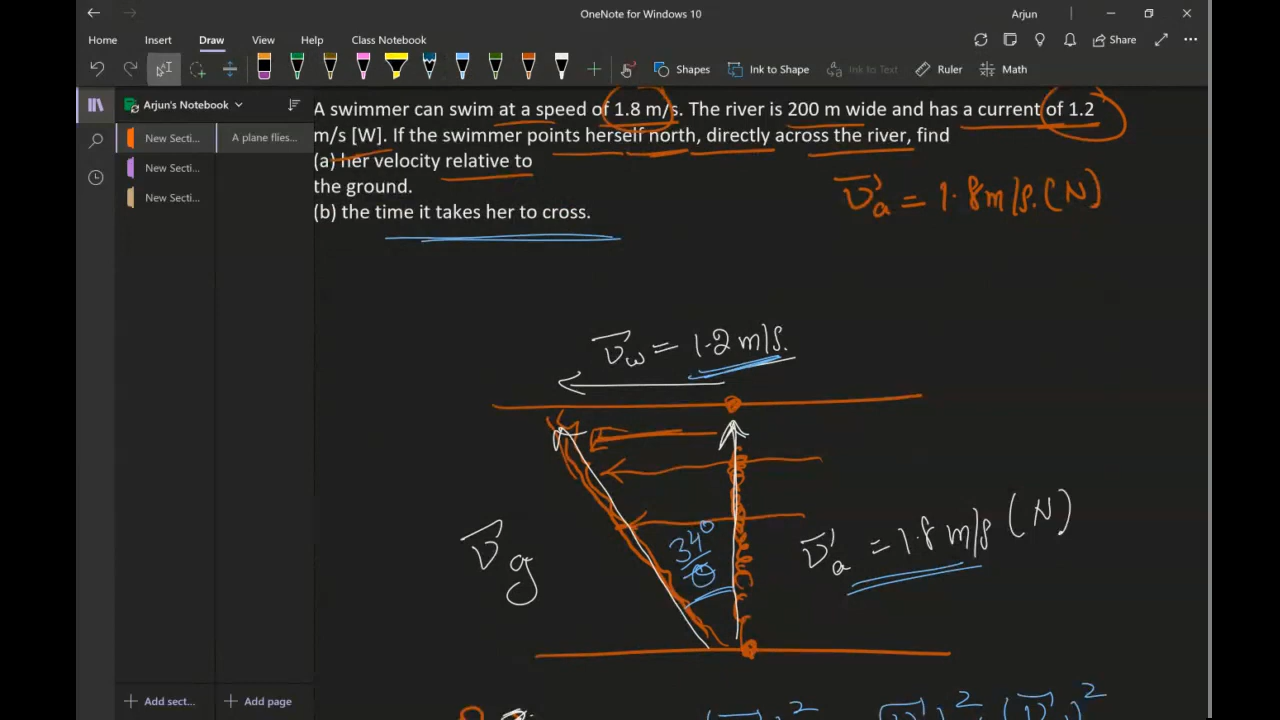 OneNote for Windows 10
Arjun
Home Insert Draw View Help Class Notebook
Share
Shapes Ink to Shape Ink to Text Ruler Math
Arjun's Notebook
New Secti...
New Secti...
New Secti...
A plane flies...
A swimmer can swim at a speed of 1.8 m/s. The river is 200 m wide and has a current of 1.2
m/s [W]. If the swimmer points herself north, directly across the river, find
(a) her velocity relative to
the ground.
(b) the time it takes her to cross.
v⃗a = 1.8 m/s. (N)
v⃗w = 1.2 m/s.
34°
θ
v⃗g
v⃗a = 1.8 m/s (N)
Add sect...
Add page